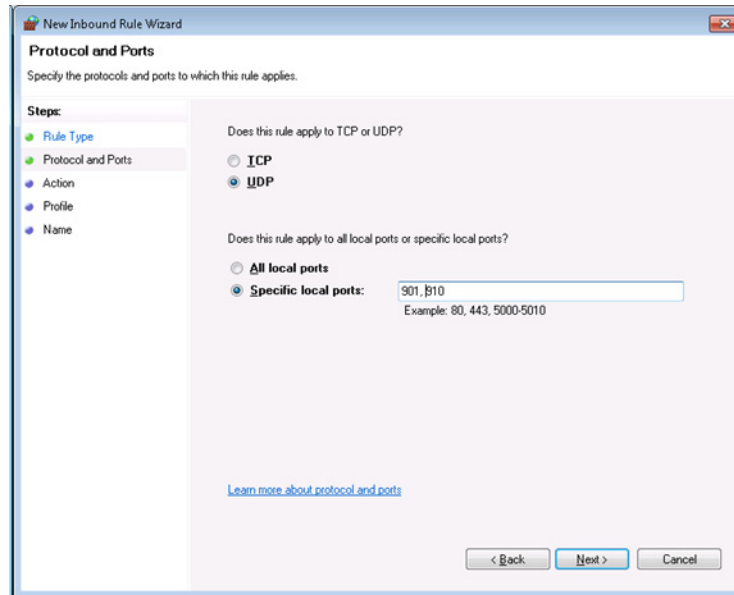 New Inbound Rule Wizard
Protocol and Ports
Specify the protocols and ports to which this rule applies.
Steps:
Rule Type
Protocol and Ports
Action
Profile
Name
Does this rule apply to TCP or UDP?
TCP
UDP
Does this rule apply to all local ports or specific local ports?
All local ports
Specific local ports: 901, 910
Example: 80, 443, 5000-5010
Learn more about protocol and ports
< Back Next > Cancel